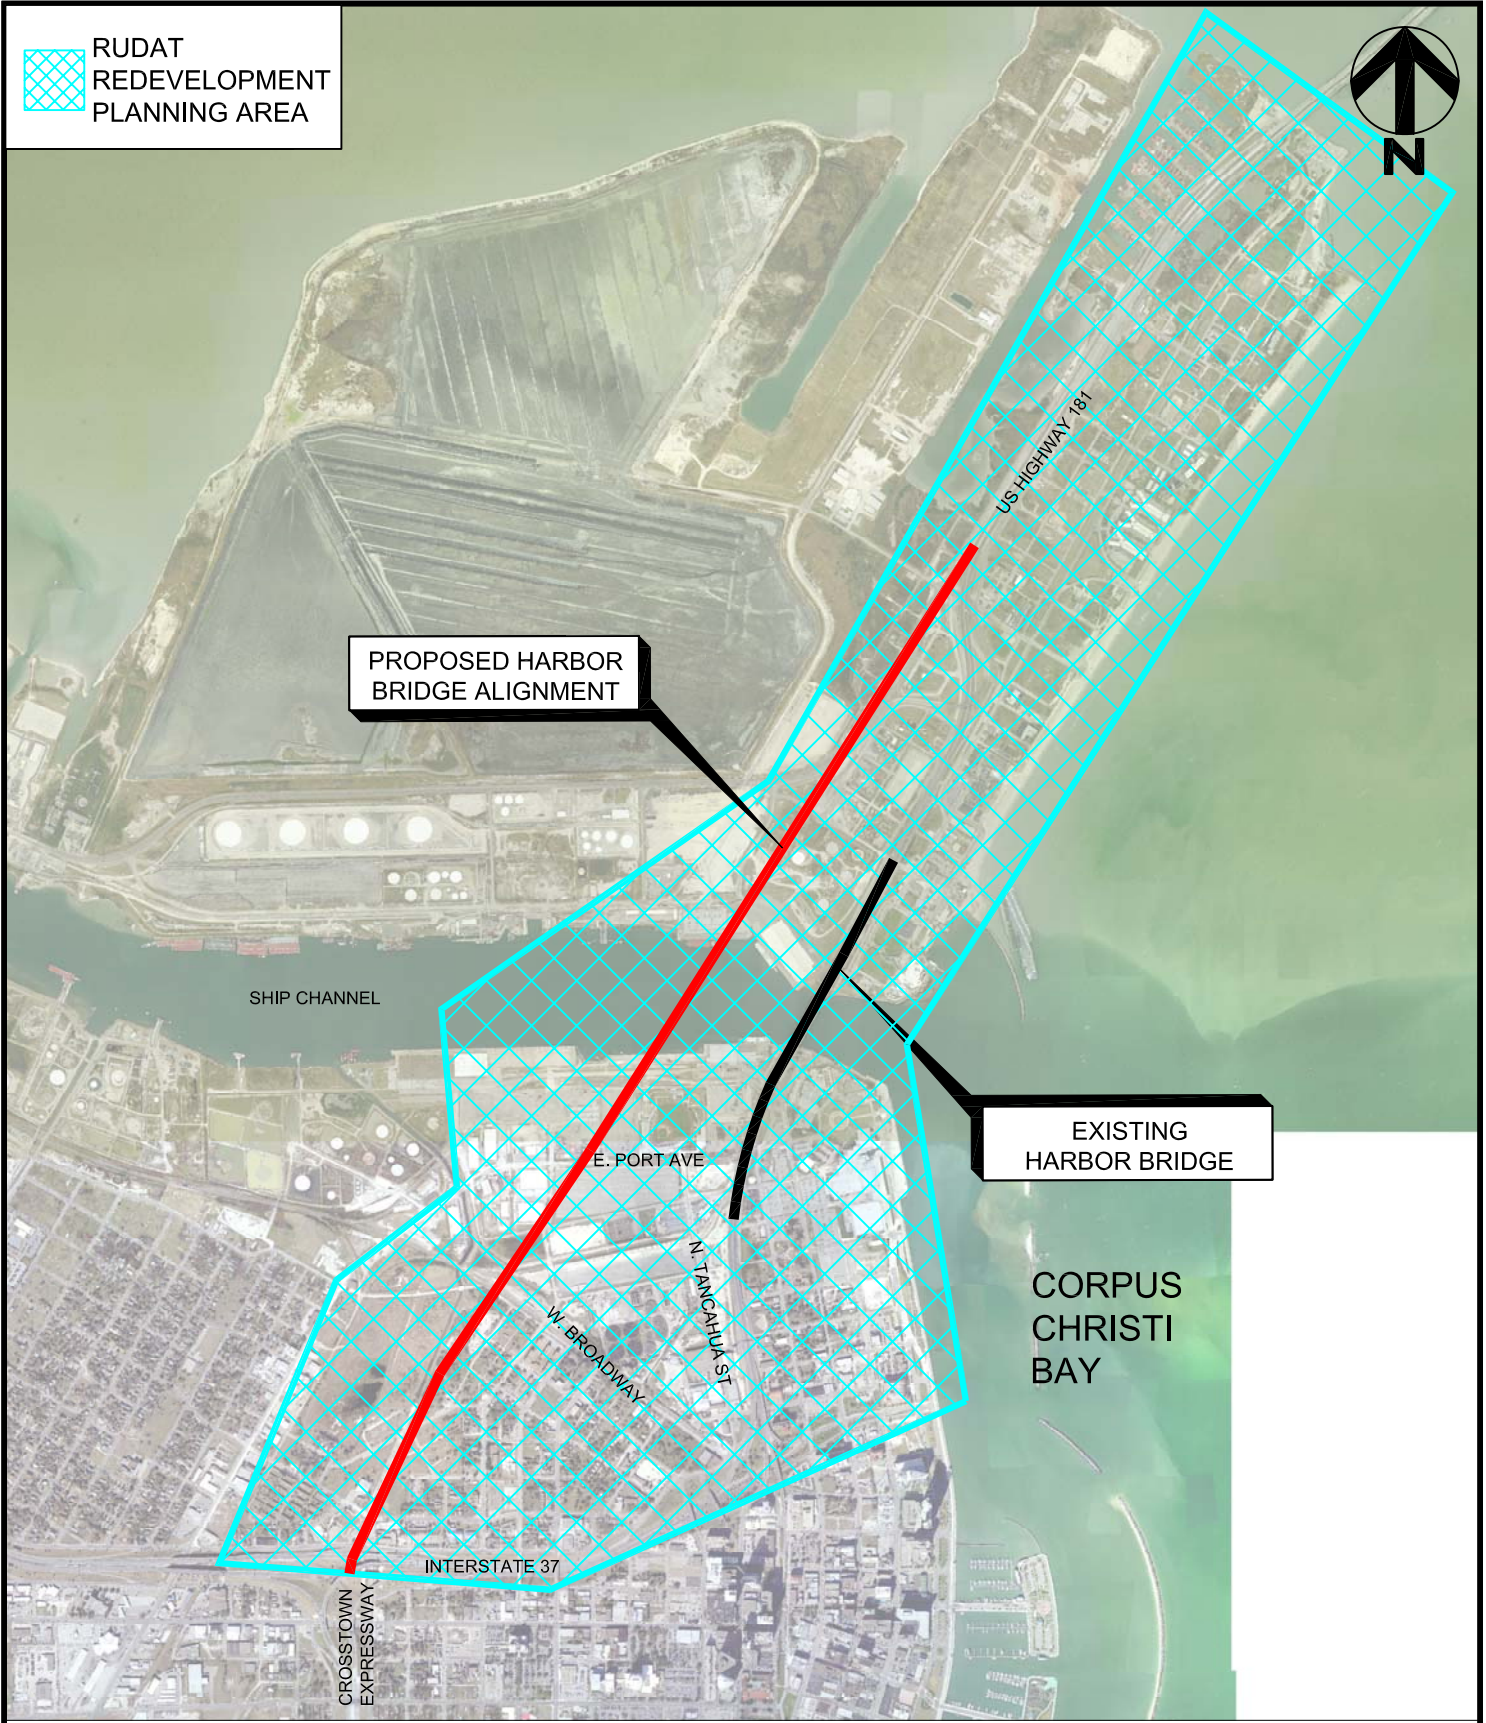 RUDAT
REDEVELOPMENT
PLANNING AREA
N
US HIGHWAY 181
PROPOSED HARBOR
BRIDGE ALIGNMENT
SHIP CHANNEL
EXISTING
HARBOR BRIDGE
E. PORT AVE
N. TANCAHUA ST
W. BROADWAY
CORPUS
CHRISTI
BAY
INTERSTATE 37
CROSSTOWN
EXPRESSWAY